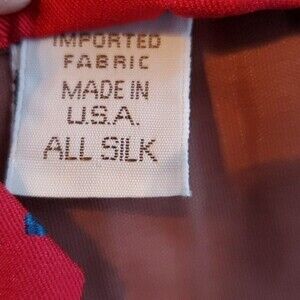 IMPORTED
FABRIC
MADE IN
U.S.A.
ALL SILK